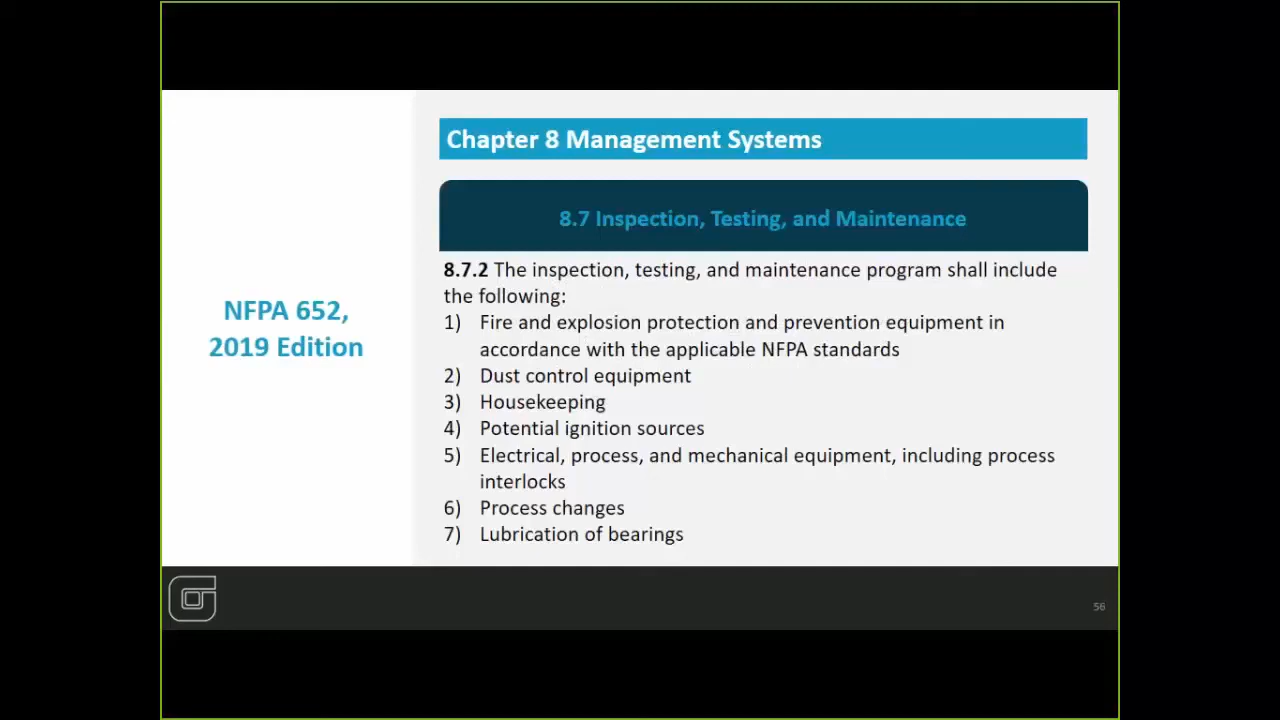 Chapter 8 Management Systems
8.7 Inspection, Testing, and Maintenance
NFPA 652,
2019 Edition
8.7.2 The inspection, testing, and maintenance program shall include
the following:
1) Fire and explosion protection and prevention equipment in
accordance with the applicable NFPA standards
2) Dust control equipment
3) Housekeeping
4) Potential ignition sources
5) Electrical, process, and mechanical equipment, including process
interlocks
6) Process changes
7) Lubrication of bearings
56